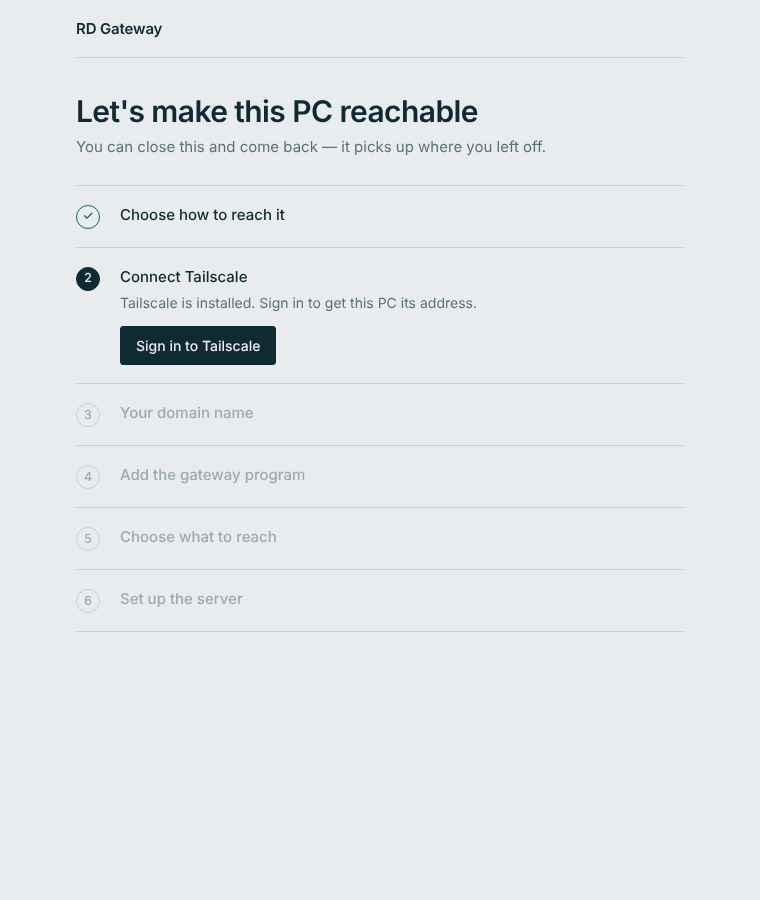 RD Gateway
Let's make this PC reachable
You can close this and come back — it picks up where you left off.
Choose how to reach it
2 Connect Tailscale
Tailscale is installed. Sign in to get this PC its address.
Sign in to Tailscale
3 Your domain name
4 Add the gateway program
5 Choose what to reach
6 Set up the server